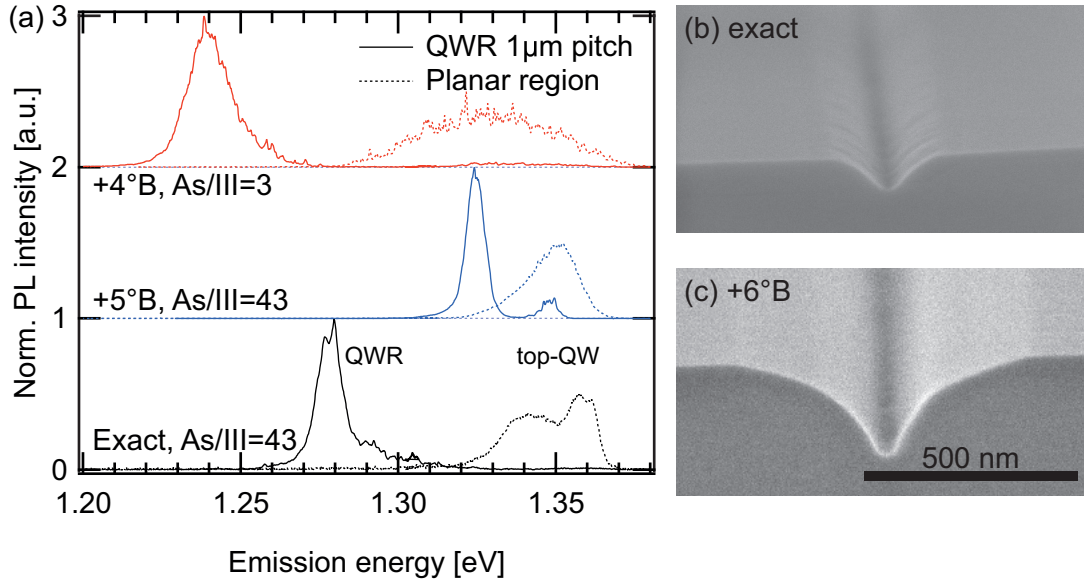 (a)
3
2
1
0
Norm. PL intensity [a.u.]
QWR 1µm pitch
Planar region
+4°B, As/III=3
+5°B, As/III=43
QWR
top-QW
Exact, As/III=43
1.20
1.25
1.30
1.35
Emission energy [eV]
(b) exact
(c) +6°B
500 nm